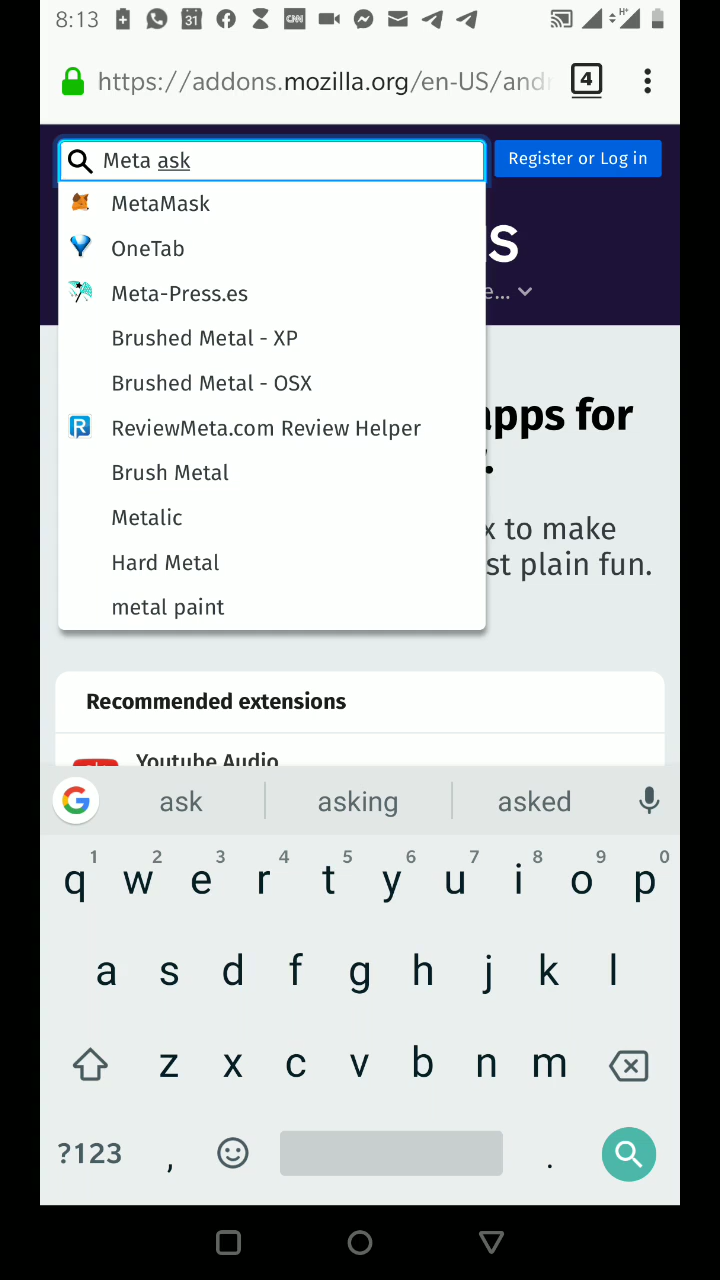 8:13
31
CNN
H+
https://addons.mozilla.org/en-US/andr
4
Meta ask
Register or Log in
MetaMask
OneTab
Meta-Press.es
e...
Brushed Metal - XP
Brushed Metal - OSX
apps for
ReviewMeta.com Review Helper
Brush Metal
Metalic
x to make
Hard Metal
st plain fun.
metal paint
Recommended extensions
Youtube Audio
G ask asking asked
1 2 3 4 5 6 7 8 9 0
q w e r t y u i o p
a s d f g h j k l
z x c v b n m
?123 , .